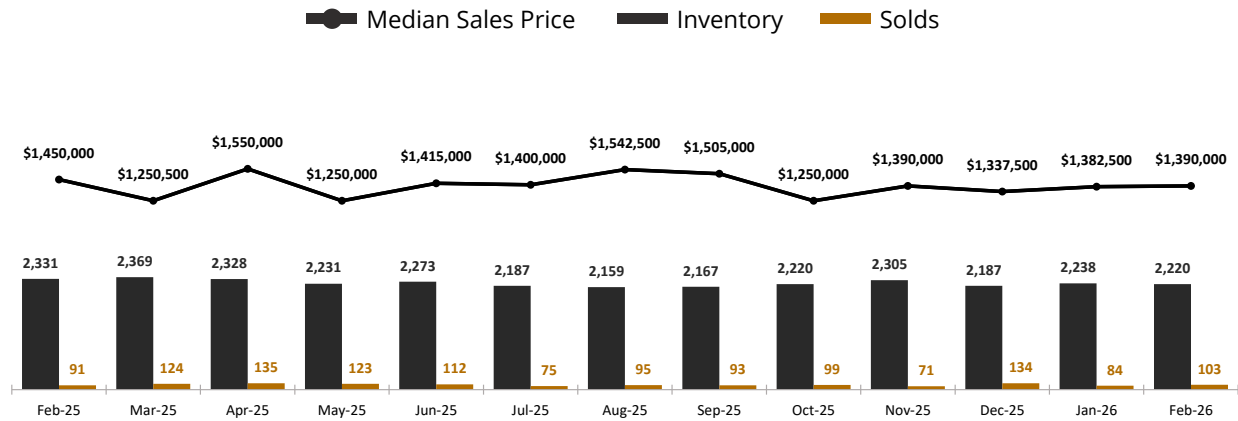 Median Sales Price Inventory Solds
$1,450,000 $1,250,500 $1,550,000 $1,250,000 $1,415,000 $1,400,000 $1,542,500 $1,505,000 $1,250,000 $1,390,000 $1,337,500 $1,382,500 $1,390,000
2,331 2,369 2,328 2,231 2,273 2,187 2,159 2,167 2,220 2,305 2,187 2,238 2,220
91 124 135 123 112 75 95 93 99 71 134 84 103
Feb-25 Mar-25 Apr-25 May-25 Jun-25 Jul-25 Aug-25 Sep-25 Oct-25 Nov-25 Dec-25 Jan-26 Feb-26